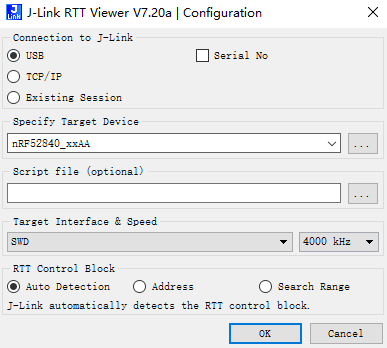 J-Link RTT Viewer V7.20a | Configuration
Connection to J-Link
USB
Serial No
TCP/IP
Existing Session
Specify Target Device
nRF52840_xxAA
...
Script file (optional)
...
Target Interface & Speed
SWD
4000 kHz
RTT Control Block
Auto Detection
Address
Search Range
J-Link automatically detects the RTT control block.
OK
Cancel